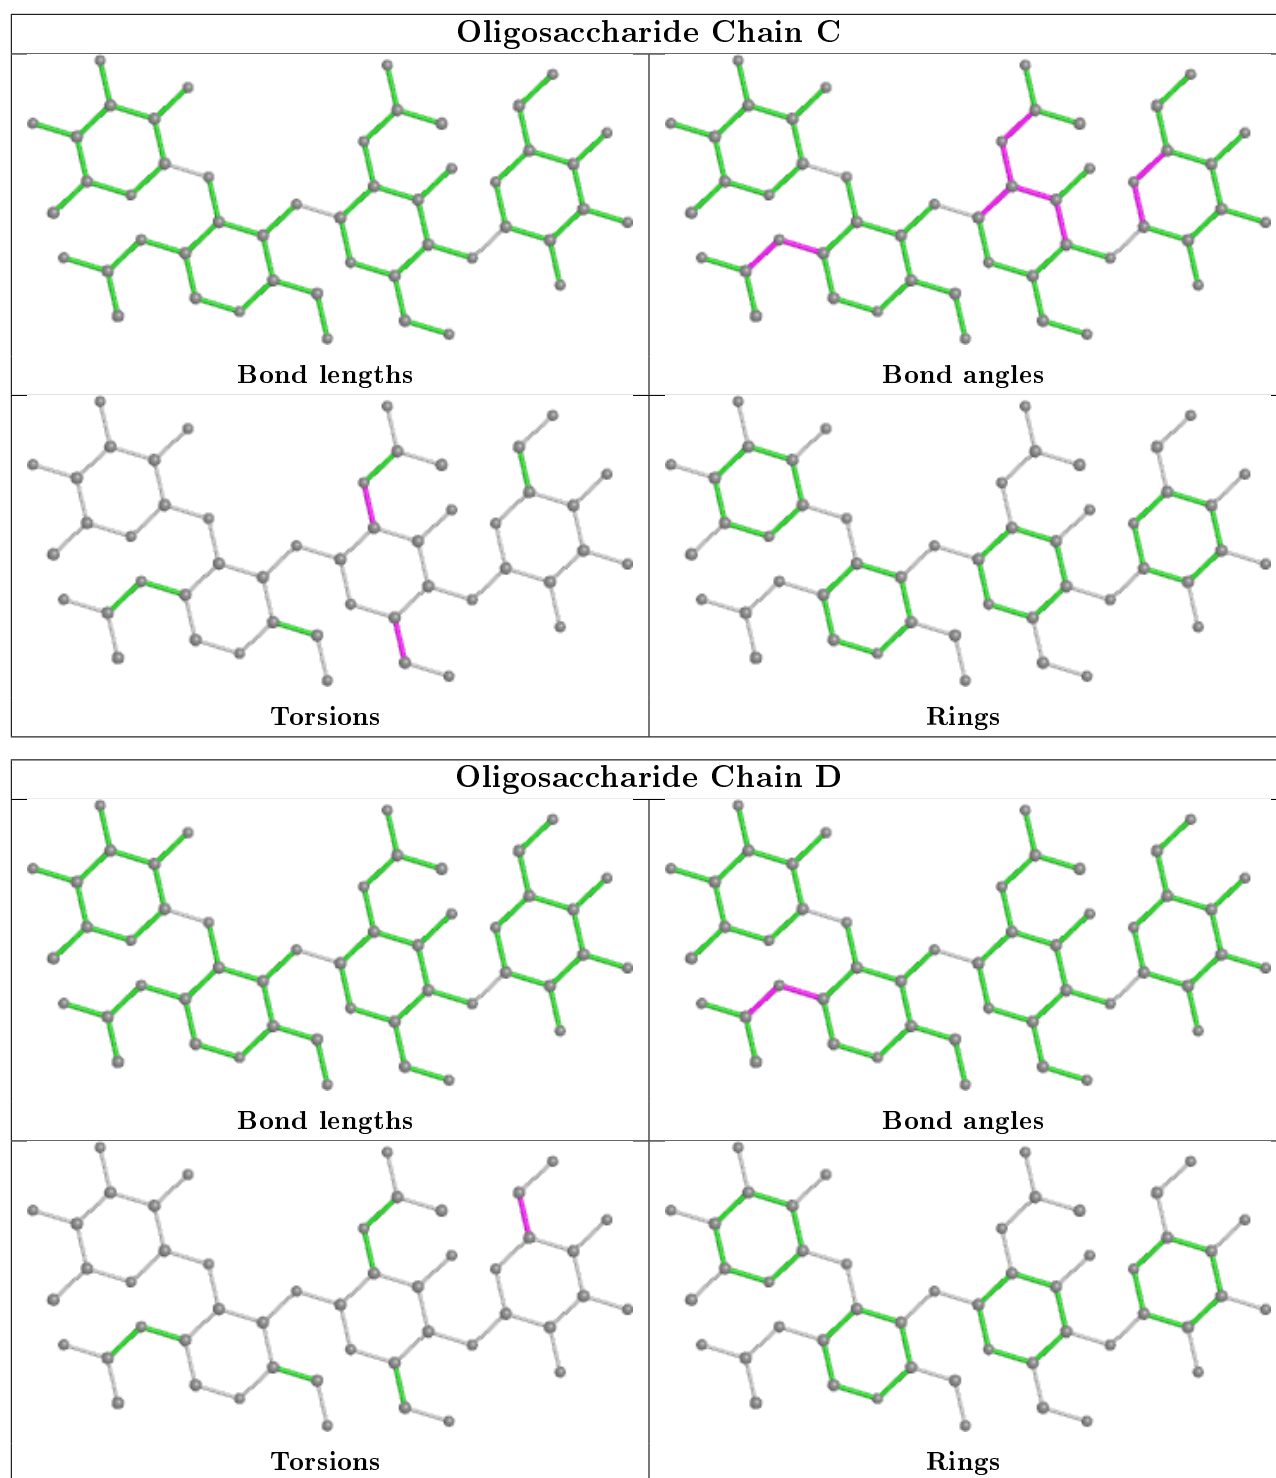 Oligosaccharide Chain C
Bond lengths
Bond angles
Torsions
Rings
Oligosaccharide Chain D
Bond lengths
Bond angles
Torsions
Rings